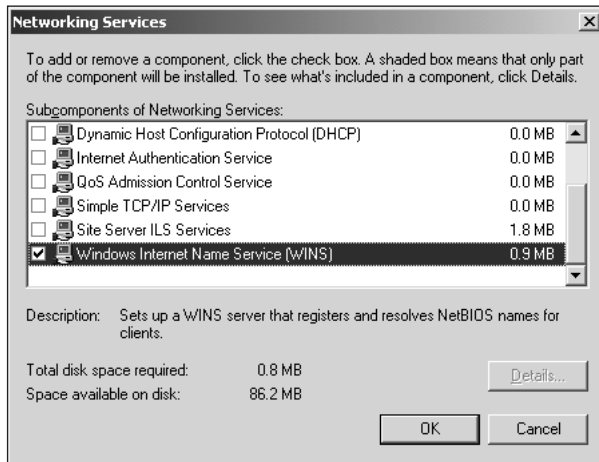 Networking Services
To add or remove a component, click the check box. A shaded box means that only part
of the component will be installed. To see what's included in a component, click Details.
Subcomponents of Networking Services:
Dynamic Host Configuration Protocol (DHCP) 0.0 MB
Internet Authentication Service 0.0 MB
QoS Admission Control Service 0.0 MB
Simple TCP/IP Services 0.0 MB
Site Server ILS Services 1.8 MB
Windows Internet Name Service (WINS) 0.9 MB
Description: Sets up a WINS server that registers and resolves NetBIOS names for
clients.
Total disk space required: 0.8 MB
Space available on disk: 86.2 MB
Details...
OK Cancel